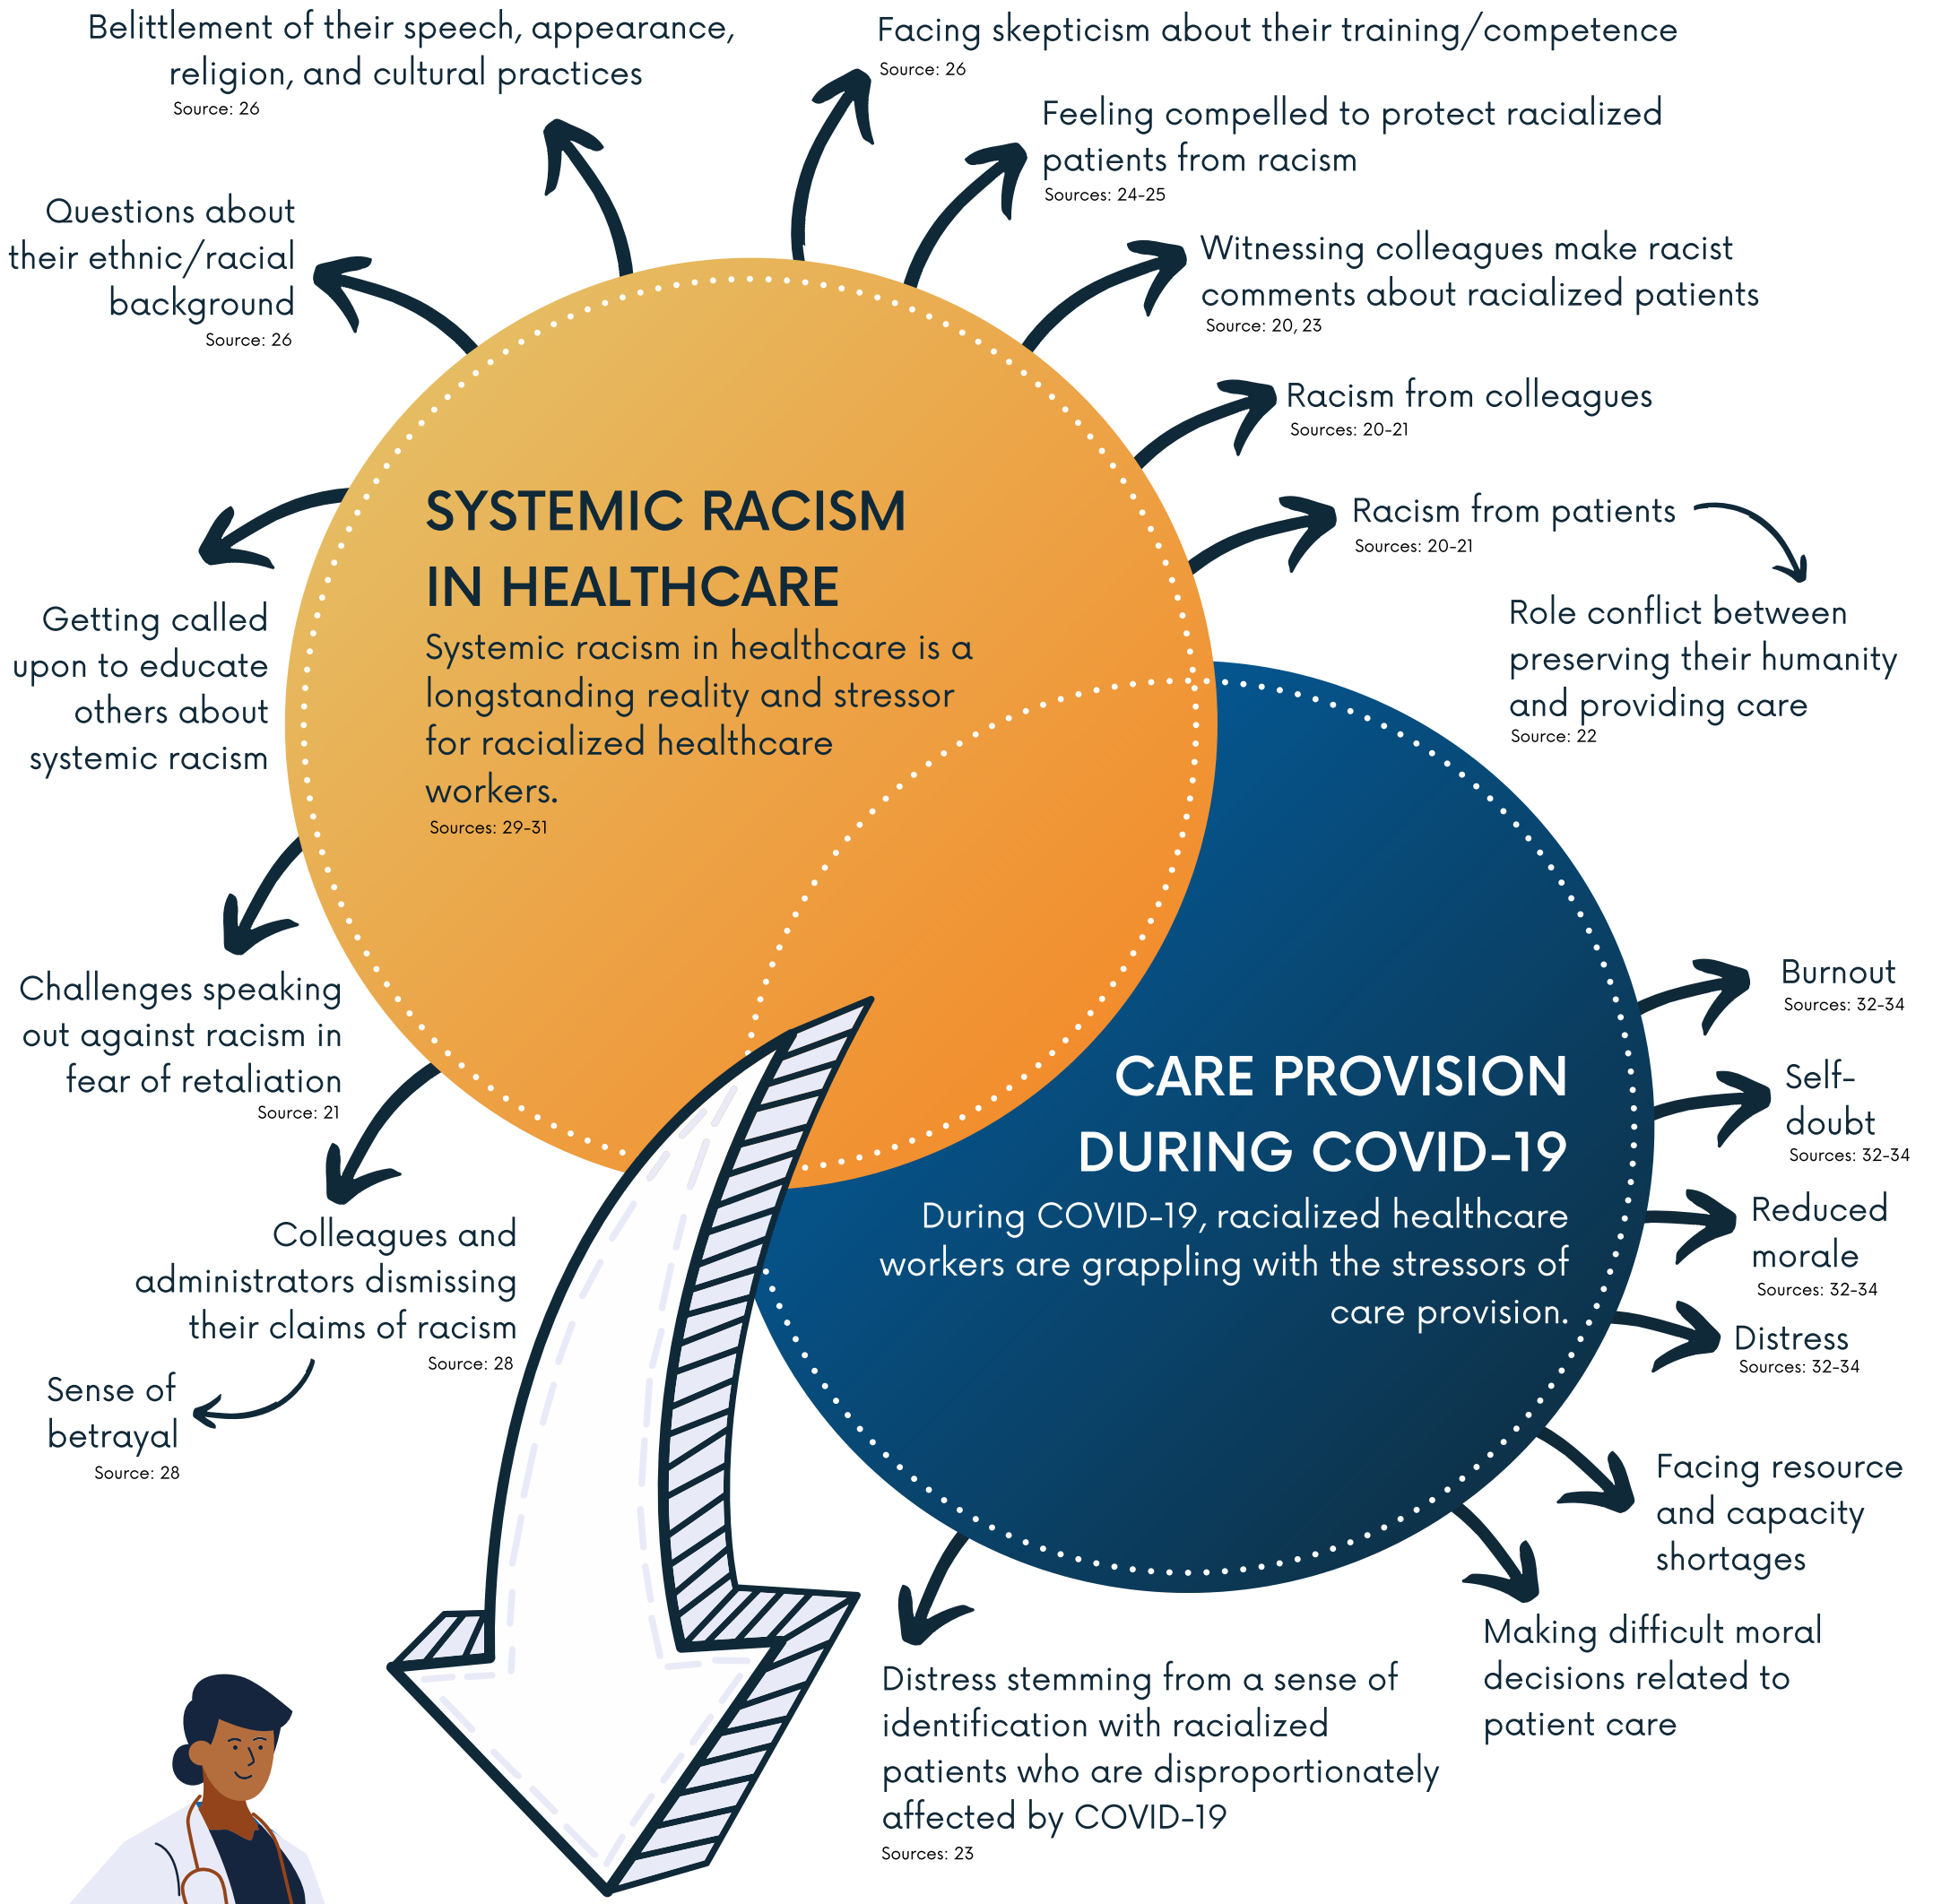 Belittlement of their speech, appearance,
religion, and cultural practices
Source: 26
Facing skepticism about their training/competence
Source: 26
Feeling compelled to protect racialized
patients from racism
Sources: 24-25
Questions about
their ethnic/racial
background
Source: 26
Witnessing colleagues make racist
comments about racialized patients
Source: 20, 23
Racism from colleagues
Sources: 20-21
Racism from patients
Sources: 20-21
Role conflict between
preserving their humanity
and providing care
Source: 22
SYSTEMIC RACISM
IN HEALTHCARE
Systemic racism in healthcare is a
longstanding reality and stressor
for racialized healthcare
workers.
Sources: 29-31
Getting called
upon to educate
others about
systemic racism
Challenges speaking
out against racism in
fear of retaliation
Source: 21
Colleagues and
administrators dismissing
their claims of racism
Source: 28
Sense of
betrayal
Source: 28
CARE PROVISION
DURING COVID-19
During COVID-19, racialized healthcare
workers are grappling with the stressors of
care provision.
Burnout
Sources: 32-34
Self-
doubt
Sources: 32-34
Reduced
morale
Sources: 32-34
Distress
Sources: 32-34
Facing resource
and capacity
shortages
Making difficult moral
decisions related to
patient care
Distress stemming from a sense of
identification with racialized
patients who are disproportionately
affected by COVID-19
Sources: 23